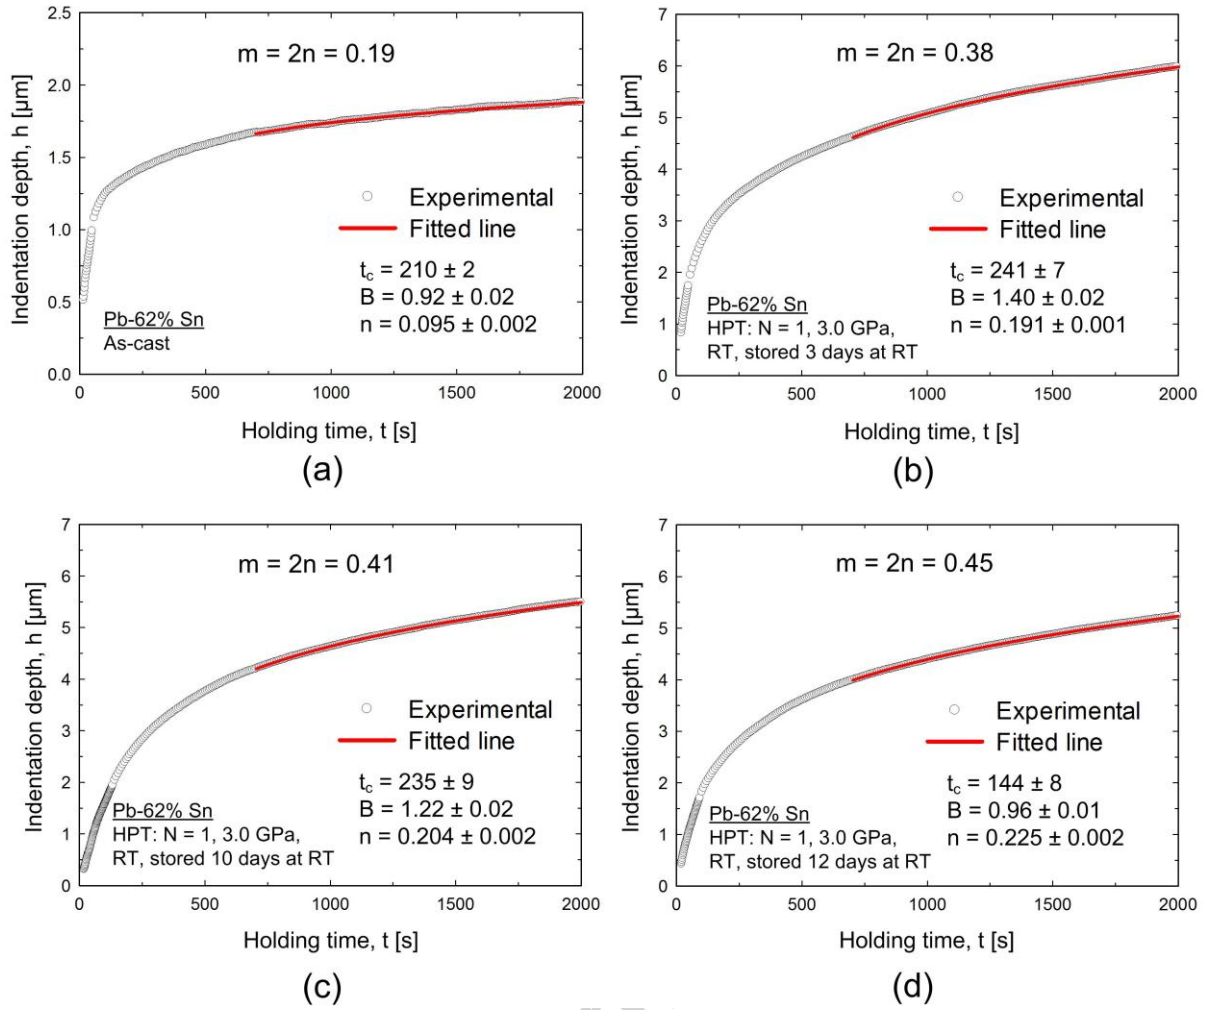 m = 2n = 0.19
Indentation depth, h [µm]
2.5
2.0
1.5
1.0
0.5
0.0
Experimental
Fitted line
t_c = 210 ± 2
B = 0.92 ± 0.02
n = 0.095 ± 0.002
Pb-62% Sn
As-cast
0 500 1000 1500 2000
Holding time, t [s]
(a)
m = 2n = 0.38
Indentation depth, h [µm]
7
6
5
4
3
2
1
0
Experimental
Fitted line
t_c = 241 ± 7
B = 1.40 ± 0.02
n = 0.191 ± 0.001
Pb-62% Sn
HPT: N = 1, 3.0 GPa,
RT, stored 3 days at RT
0 500 1000 1500 2000
Holding time, t [s]
(b)
m = 2n = 0.41
Indentation depth, h [µm]
7
6
5
4
3
2
1
0
Experimental
Fitted line
t_c = 235 ± 9
B = 1.22 ± 0.02
n = 0.204 ± 0.002
Pb-62% Sn
HPT: N = 1, 3.0 GPa,
RT, stored 10 days at RT
0 500 1000 1500 2000
Holding time, t [s]
(c)
m = 2n = 0.45
Indentation depth, h [µm]
7
6
5
4
3
2
1
0
Experimental
Fitted line
t_c = 144 ± 8
B = 0.96 ± 0.01
n = 0.225 ± 0.002
Pb-62% Sn
HPT: N = 1, 3.0 GPa,
RT, stored 12 days at RT
0 500 1000 1500 2000
Holding time, t [s]
(d)